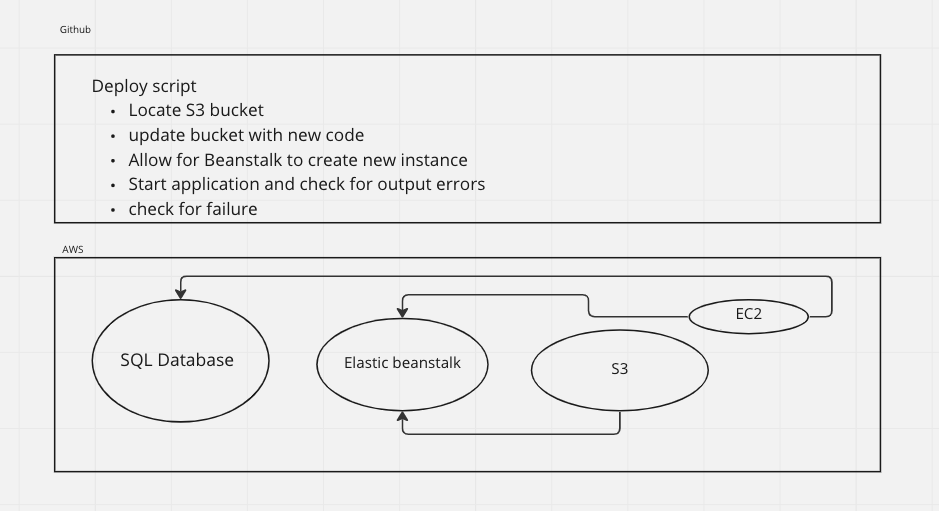 Github
Deploy script
• Locate S3 bucket
• update bucket with new code
• Allow for Beanstalk to create new instance
• Start application and check for output errors
• check for failure
AWS
SQL Database
Elastic beanstalk
S3
EC2